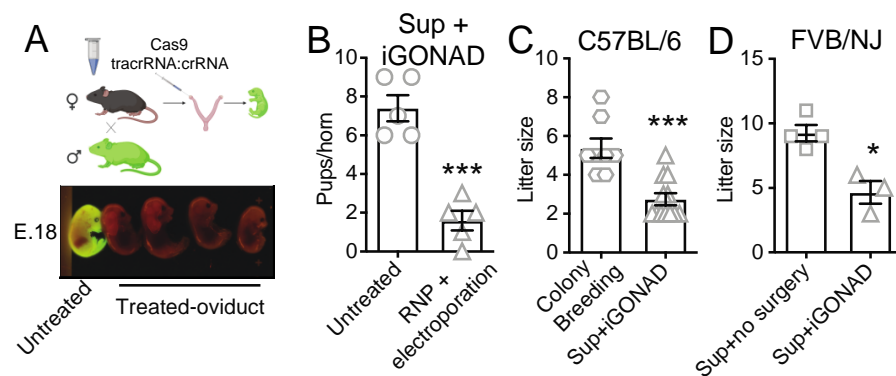 A
Cas9
tracrRNA:crRNA
♀
×
♂
E.18
Untreated
Treated-oviduct
B
Sup +
iGONAD
Pups/horn
10
8
6
4
2
0
***
Untreated
RNP +
electroporation
C
C57BL/6
Litter size
10
8
6
4
2
0
***
Colony
Breeding
Sup+iGONAD
D
FVB/NJ
Litter size
15
10
5
0
*
Sup+no surgery
Sup+iGONAD